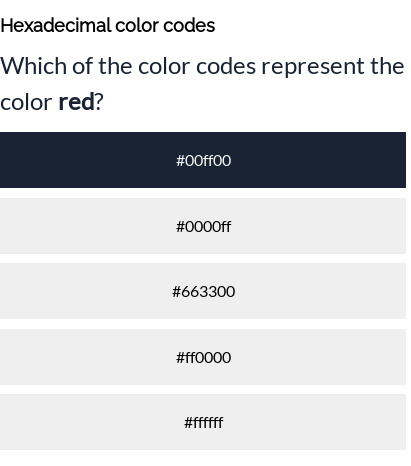 Hexadecimal color codes
Which of the color codes represent the
color red?
#00ff00
#0000ff
#663300
#ff0000
#ffffff